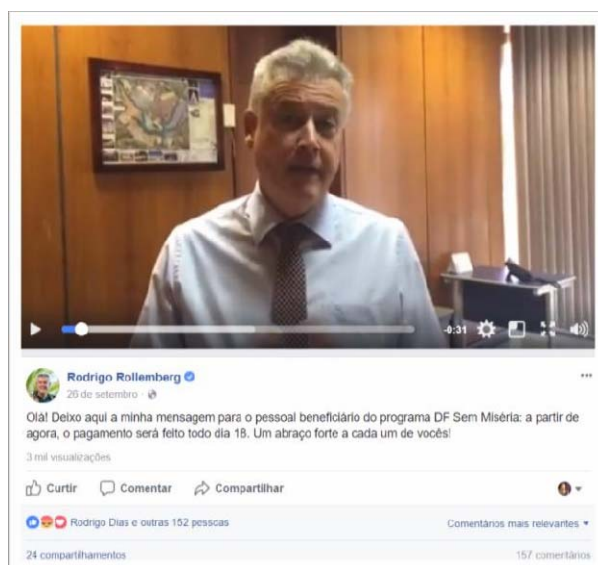 -0:31
Rodrigo Rollemberg
26 de setembro ·
Olá! Deixo aqui a minha mensagem para o pessoal beneficiário do programa DF Sem Miséria: a partir de
agora, o pagamento será feito todo dia 18. Um abraço forte a cada um de vocês!
3 mil visualizações
Curtir Comentar Compartilhar
Rodrigo Dias e outras 152 pessoas Comentários mais relevantes
24 compartilhamentos 157 comentários